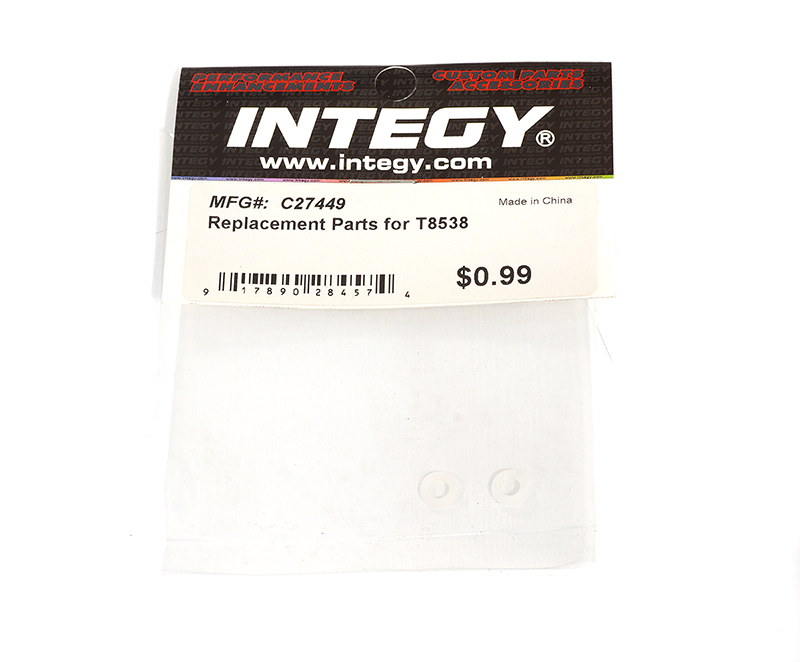 PERFORMANCE ENHANCEMENTS
CUSTOM PARTS ACCESSORIES
INTEGY®
www.integy.com
MFG#: C27449
Made in China
Replacement Parts for T8538
$0.99
9 17890 28457 4